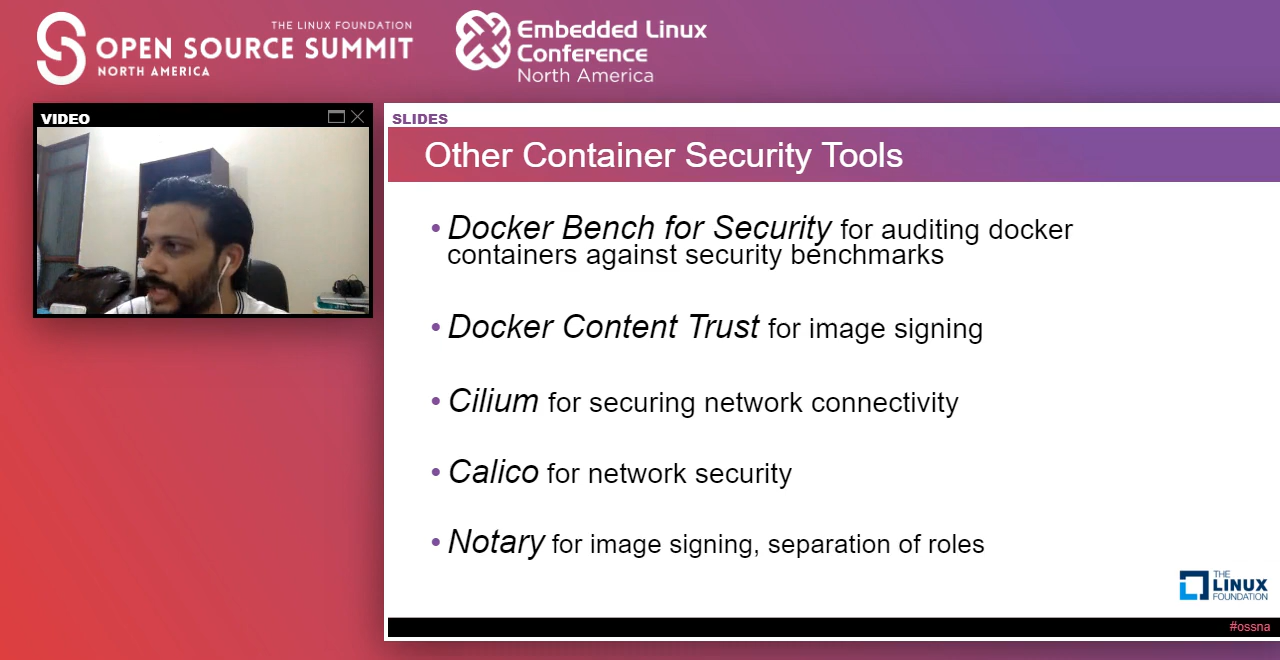 THE LINUX FOUNDATION
OPEN SOURCE SUMMIT
NORTH AMERICA
Embedded Linux
Conference
North America
VIDEO
SLIDES
Other Container Security Tools
• Docker Bench for Security for auditing docker
containers against security benchmarks
• Docker Content Trust for image signing
• Cilium for securing network connectivity
• Calico for network security
• Notary for image signing, separation of roles
THE
LINUX
FOUNDATION
#ossna